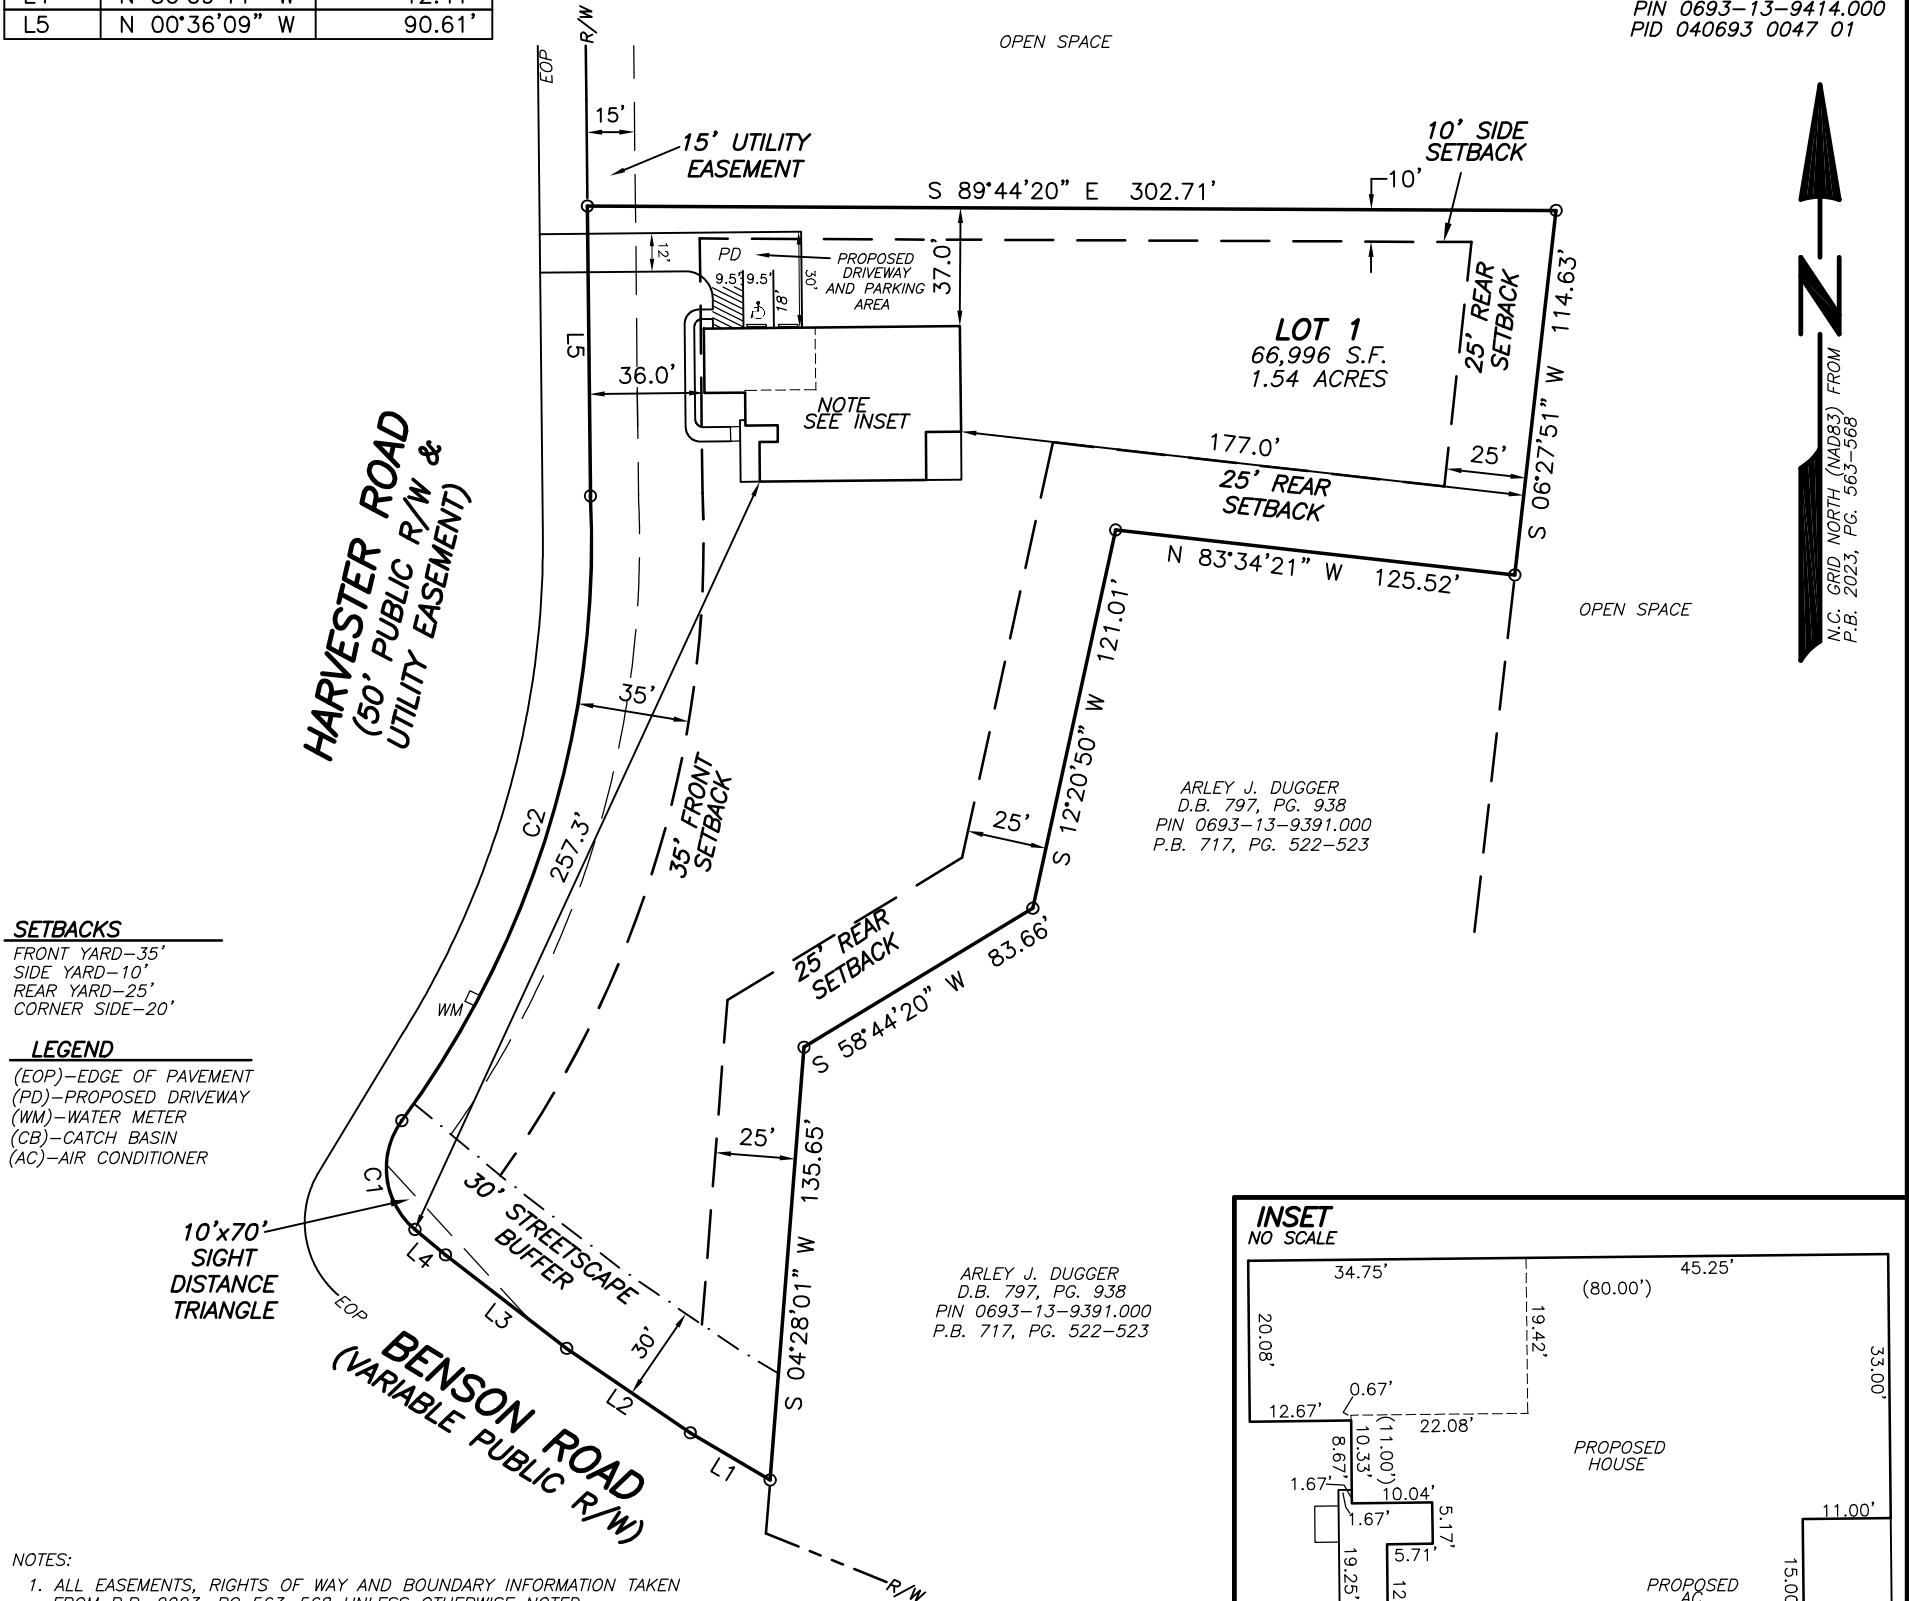 L5 N 00°36'09" W 90.61'
PIN 0693-13-9414.000
PID 040693 0047 01
R/W
EOP
OPEN SPACE
15'
15' UTILITY
EASEMENT
10' SIDE
SETBACK
S 89°44'20" E 302.71'
10'
12'
PD
PROPOSED
DRIVEWAY
AND PARKING
AREA
9.5' 9.5'
18'
30'
37.0'
LOT 1
66,996 S.F.
1.54 ACRES
25' REAR
SETBACK
S 06°27'51" W 114.63'
N
N.C. GRID NORTH (NAD83) FROM
P.B. 2023, PG. 563-568
L5
36.0'
NOTE
SEE INSET
177.0'
25'
25' REAR
SETBACK
N 83°34'21" W 125.52'
OPEN SPACE
HARVESTER ROAD
(50' PUBLIC R/W &
UTILITY EASEMENT)
S 12°20'50" W 121.01'
35'
35' FRONT
SETBACK
C2
257.3'
25'
ARLEY J. DUGGER
D.B. 797, PG. 938
PIN 0693-13-9391.000
P.B. 717, PG. 522-523
25' REAR
SETBACK
S 58°44'20" W 83.66'
SETBACKS
FRONT YARD-35'
SIDE YARD-10'
REAR YARD-25'
CORNER SIDE-20'
WM
LEGEND
(EOP)-EDGE OF PAVEMENT
(PD)-PROPOSED DRIVEWAY
(WM)-WATER METER
(CB)-CATCH BASIN
(AC)-AIR CONDITIONER
25'
S 04°28'01" W 135.65'
C1
10'x70'
SIGHT
DISTANCE
TRIANGLE
30' STREETSCAPE
BUFFER
L4
L3
EOP
30'
L2
L1
BENSON ROAD
(VARIABLE PUBLIC R/W)
R/W
ARLEY J. DUGGER
D.B. 797, PG. 938
PIN 0693-13-9391.000
P.B. 717, PG. 522-523
INSET
NO SCALE
34.75'
45.25'
(80.00')
20.08'
19.42'
33.00'
0.67'
12.67'
22.08'
8.67'
10.33'
(11.00')
PROPOSED
HOUSE
1.67'
10.04'
1.67'
5.17'
11.00'
5.71'
19.25'
12
15.00
PROPOSED
AC
NOTES:
1. ALL EASEMENTS, RIGHTS OF WAY AND BOUNDARY INFORMATION TAKEN
FROM P.B. 2023, PG 563-568 UNLESS OTHERWISE NOTED